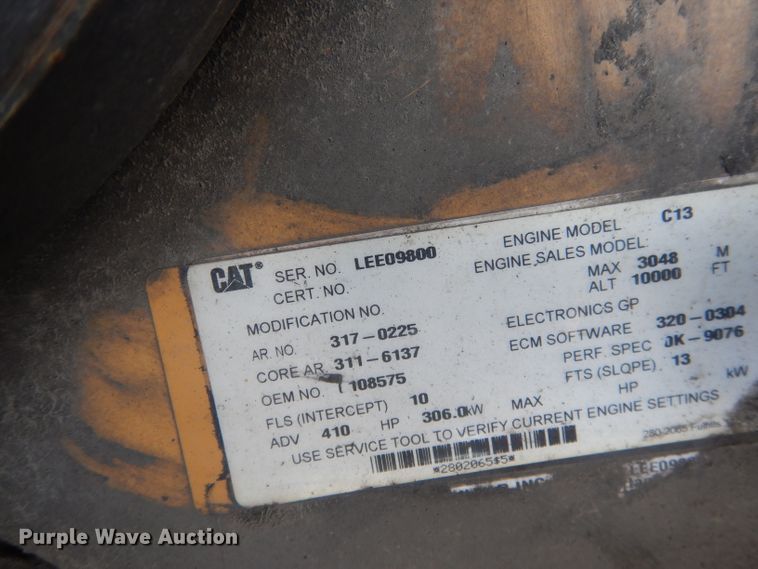 CAT® SER. NO. LEE09800 ENGINE MODEL C13
CERT. NO. ENGINE SALES MODEL:
MODIFICATION NO. MAX ALT 3048 M 10000 FT
AR. NO. 317-0225 ELECTRONICS GP
CORE AR. 311-6137 ECM SOFTWARE 320-0304
OEM NO. 108575 PERF. SPEC 0K-9076
FLS (INTERCEPT) 10 FTS (SLOPE) 13
ADV 410 HP 306.0kW MAX HP kW
USE SERVICE TOOL TO VERIFY CURRENT ENGINE SETTINGS
280-2065
Purple Wave Auction